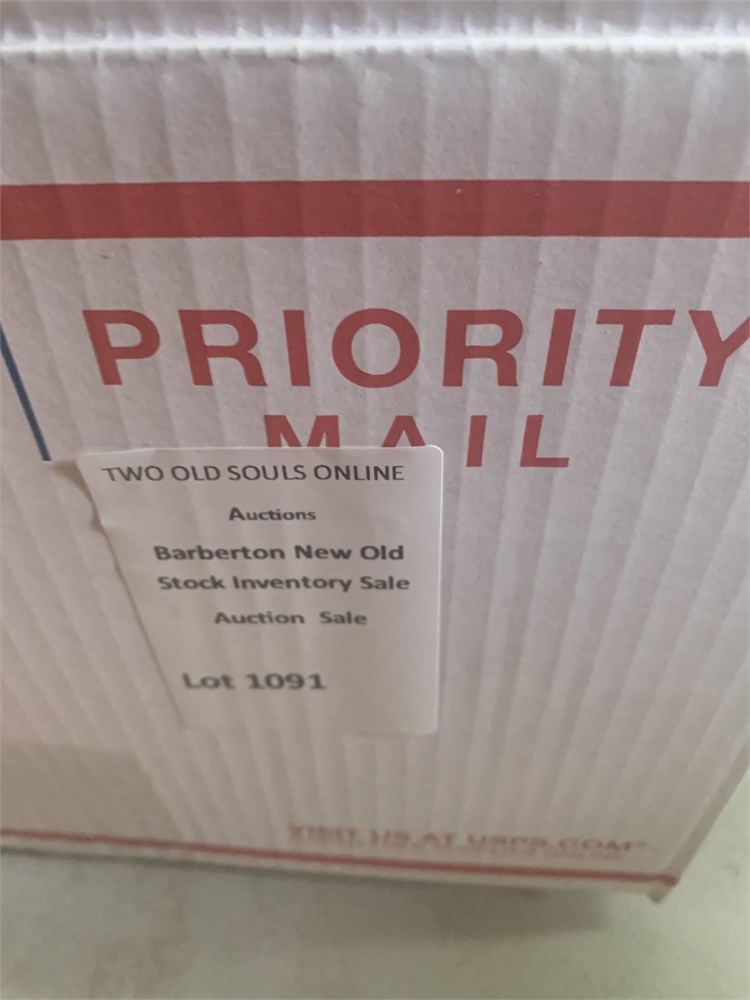 PRIORITY
MAIL
TWO OLD SOULS ONLINE
Auctions
Barberton New Old
Stock Inventory Sale
Auction Sale
Lot 1091
VISIT US AT USPS.COM